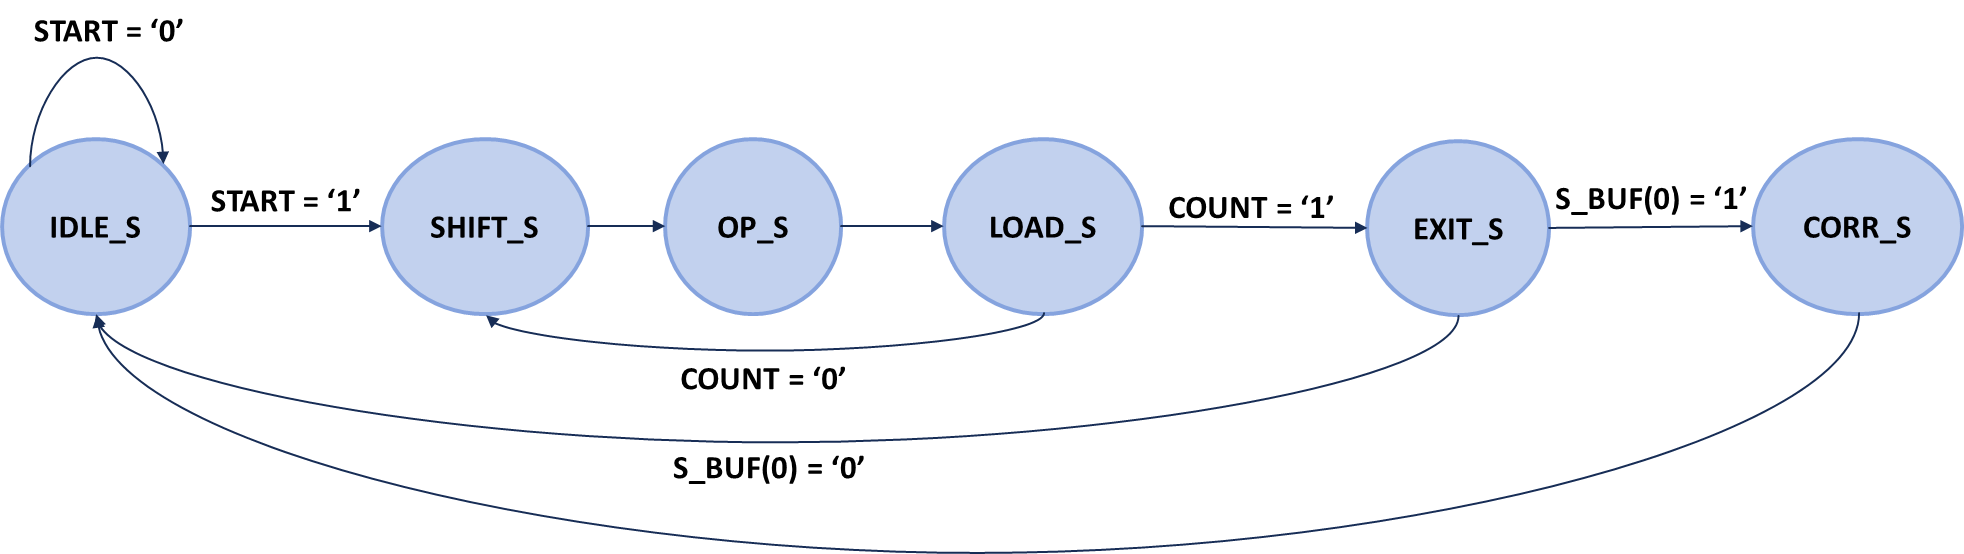 START = ‘0’
START = ‘1’
COUNT = ‘1’
S_BUF(0) = ‘1’
IDLE_S
SHIFT_S
OP_S
LOAD_S
EXIT_S
CORR_S
COUNT = ‘0’
S_BUF(0) = ‘0’